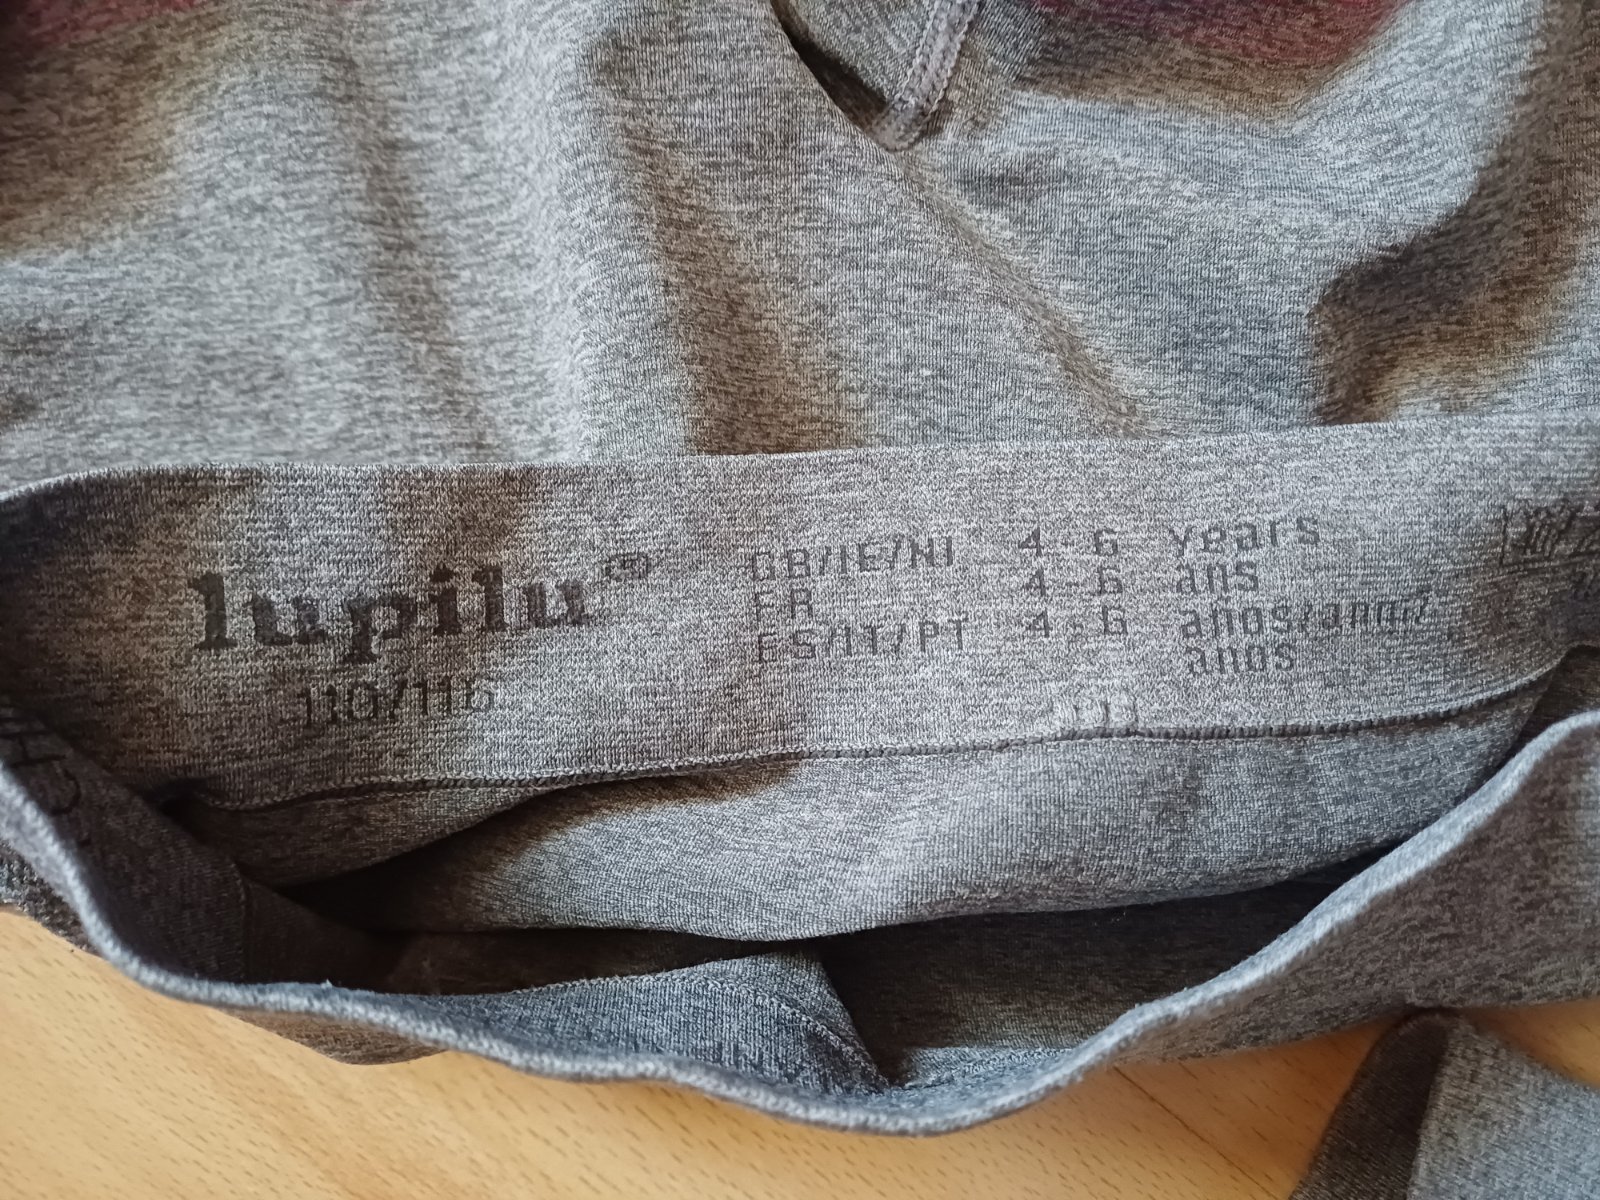 lupilu®
110/116
GB/IE/NI 4 - 6 years
FR 4 - 6 ans
ES/IT/PT 4 - 6 años/anni/
anos